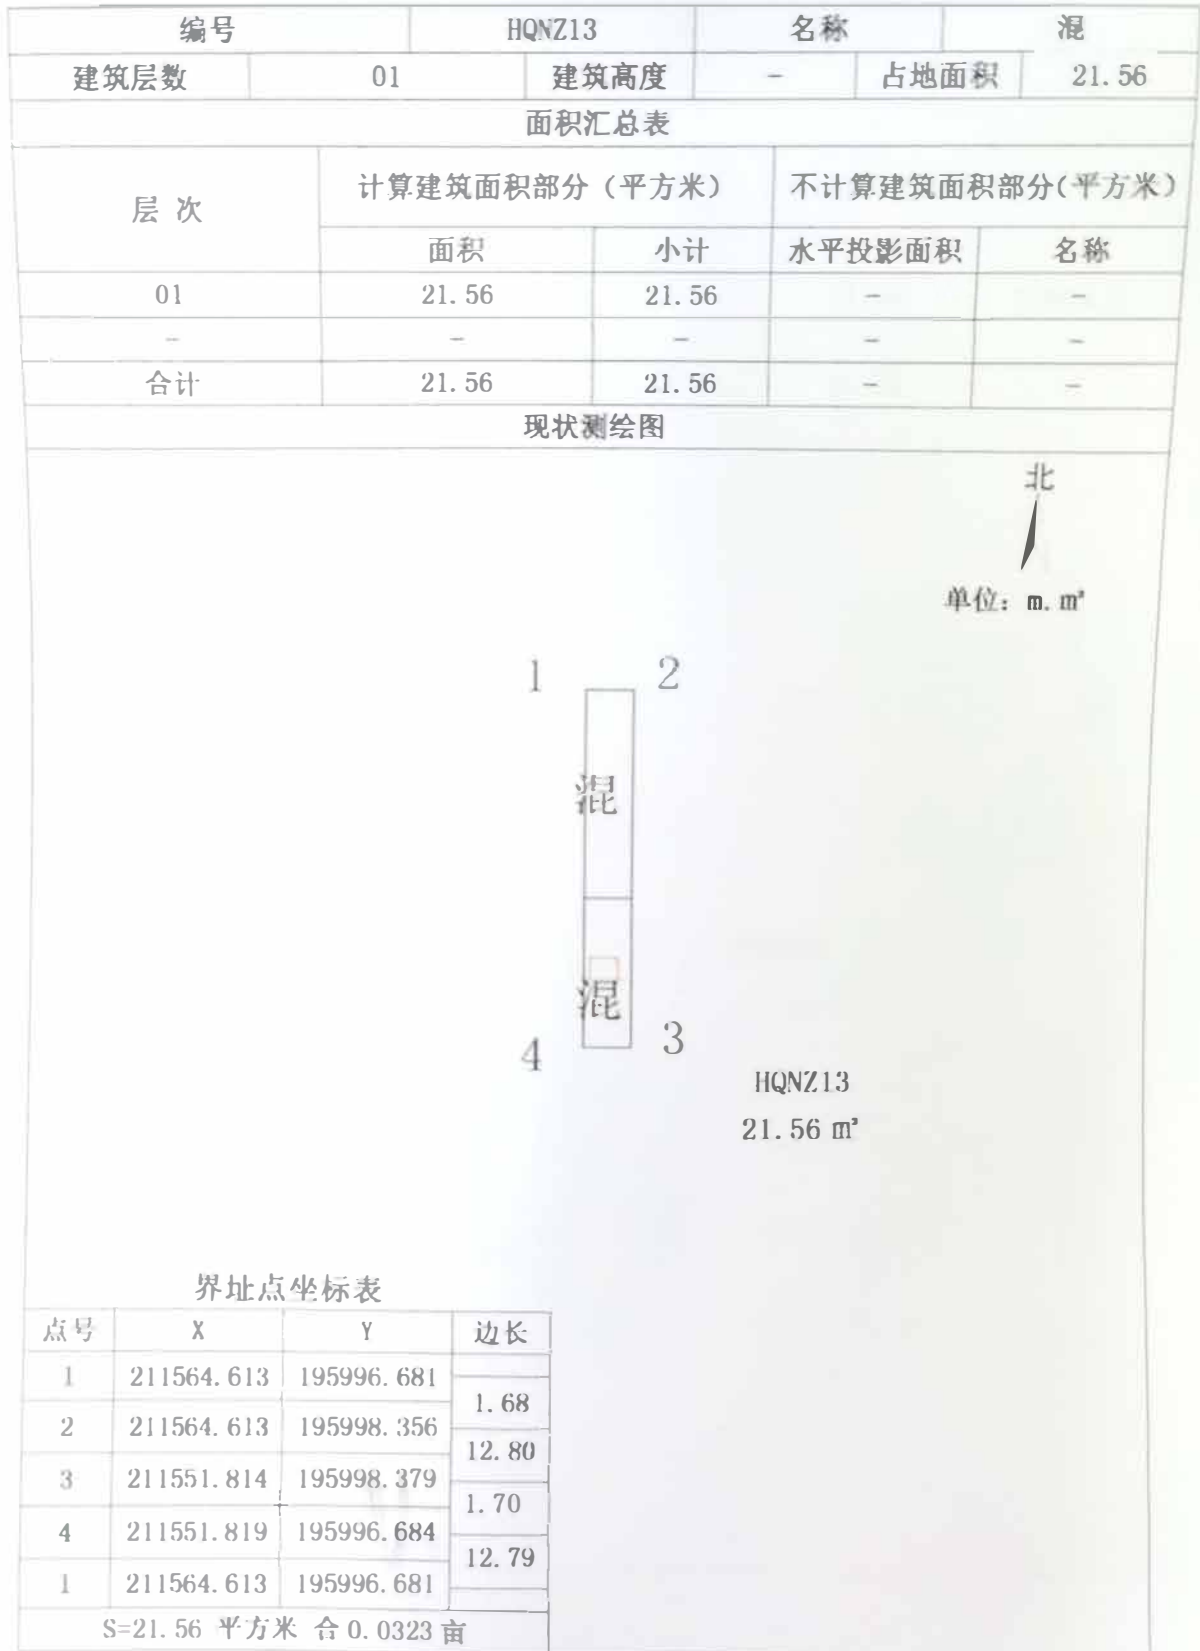 编号 HQNZ13 名称 混
建筑层数 01 建筑高度 - 占地面积 21.56
面积汇总表
层次 计算建筑面积部分（平方米） 不计算建筑面积部分(平方米)
面积 小计 水平投影面积 名称
01 21.56 21.56 - -
- - - - -
合计 21.56 21.56 - -
现状测绘图
北
单位: m. m²
1 2
混
混
4 3
HQNZ13
21.56 m²
界址点坐标表
点号 X Y 边长
1 211564.613 195996.681
1.68
2 211564.613 195998.356
12.80
3 211551.814 195998.379
1.70
4 211551.819 195996.684
12.79
1 211564.613 195996.681
S=21.56 平方米 合 0.0323 亩